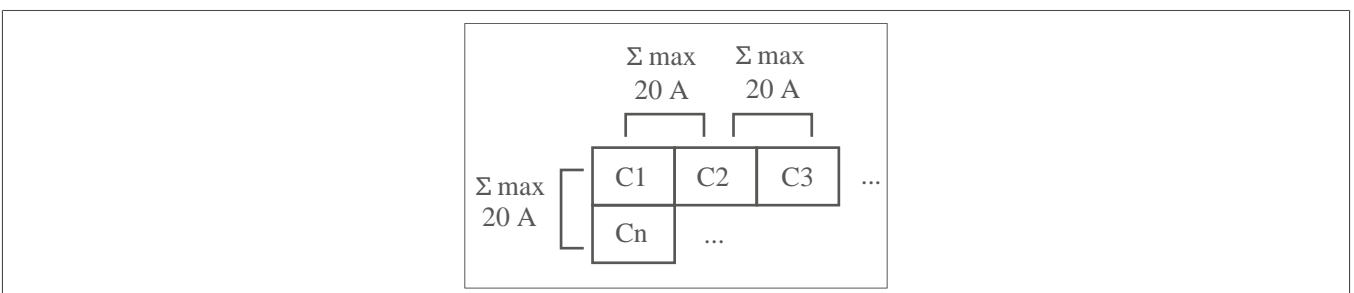 Σ max Σ max
20 A 20 A
C1 C2 C3 ...
Σ max
20 A
Cn ...